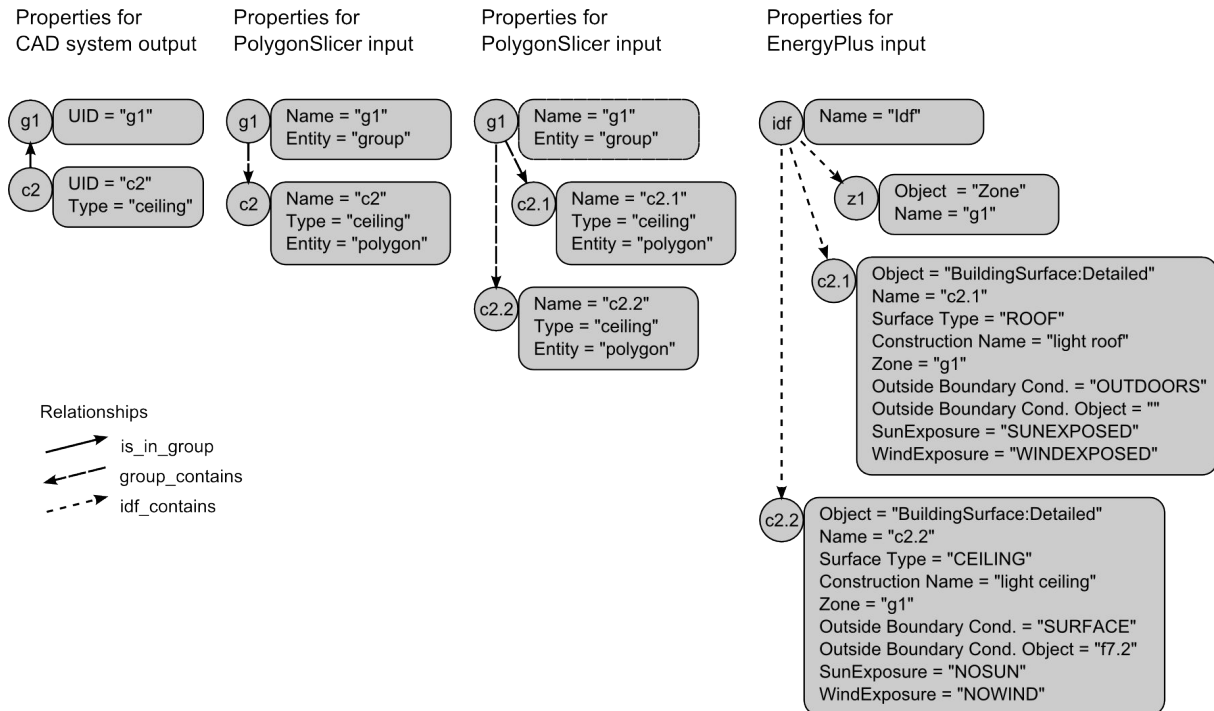 Properties for
CAD system output
Properties for
PolygonSlicer input
Properties for
PolygonSlicer input
Properties for
EnergyPlus input
g1
UID = "g1"
c2
UID = "c2"
Type = "ceiling"
g1
Name = "g1"
Entity = "group"
c2
Name = "c2"
Type = "ceiling"
Entity = "polygon"
g1
Name = "g1"
Entity = "group"
c2.1
Name = "c2.1"
Type = "ceiling"
Entity = "polygon"
c2.2
Name = "c2.2"
Type = "ceiling"
Entity = "polygon"
idf
Name = "Idf"
z1
Object = "Zone"
Name = "g1"
c2.1
Object = "BuildingSurface:Detailed"
Name = "c2.1"
Surface Type = "ROOF"
Construction Name = "light roof"
Zone = "g1"
Outside Boundary Cond. = "OUTDOORS"
Outside Boundary Cond. Object = ""
SunExposure = "SUNEXPOSED"
WindExposure = "WINDEXPOSED"
c2.2
Object = "BuildingSurface:Detailed"
Name = "c2.2"
Surface Type = "CEILING"
Construction Name = "light ceiling"
Zone = "g1"
Outside Boundary Cond. = "SURFACE"
Outside Boundary Cond. Object = "f7.2"
SunExposure = "NOSUN"
WindExposure = "NOWIND"
Relationships
is_in_group
group_contains
idf_contains